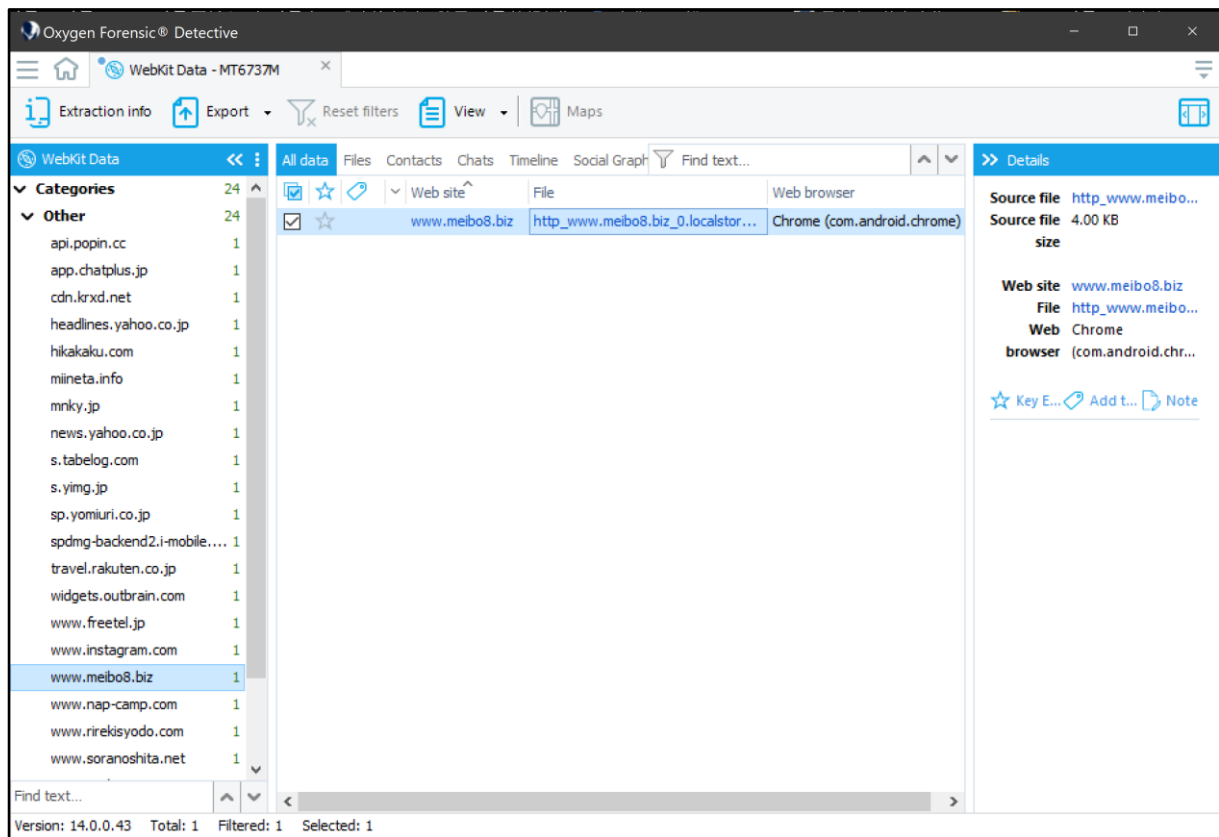 Oxygen Forensic® Detective
WebKit Data - MT6737M
Extraction info Export Reset filters View Maps
WebKit Data
Categories 24
Other 24
api.popin.cc 1
app.chatplus.jp 1
cdn.krxd.net 1
headlines.yahoo.co.jp 1
hikakaku.com 1
miineta.info 1
mnky.jp 1
news.yahoo.co.jp 1
s.tabelog.com 1
s.yimg.jp 1
sp.yomiuri.co.jp 1
spdmg-backend2.i-mobile.... 1
travel.rakuten.co.jp 1
widgets.outbrain.com 1
www.freetel.jp 1
www.instagram.com 1
www.meibo8.biz 1
www.nap-camp.com 1
www.rirekisyodo.com 1
www.soranoshita.net 1
Find text...
All data Files Contacts Chats Timeline Social Graph Find text...
Web site File Web browser
www.meibo8.biz http_www.meibo8.biz_0.localstor... Chrome (com.android.chrome)
Details
Source file http_www.meibo...
Source file 4.00 KB
size
Web site www.meibo8.biz
File http_www.meibo...
Web Chrome
browser (com.android.chr...
Key E... Add t... Note
Version: 14.0.0.43 Total: 1 Filtered: 1 Selected: 1